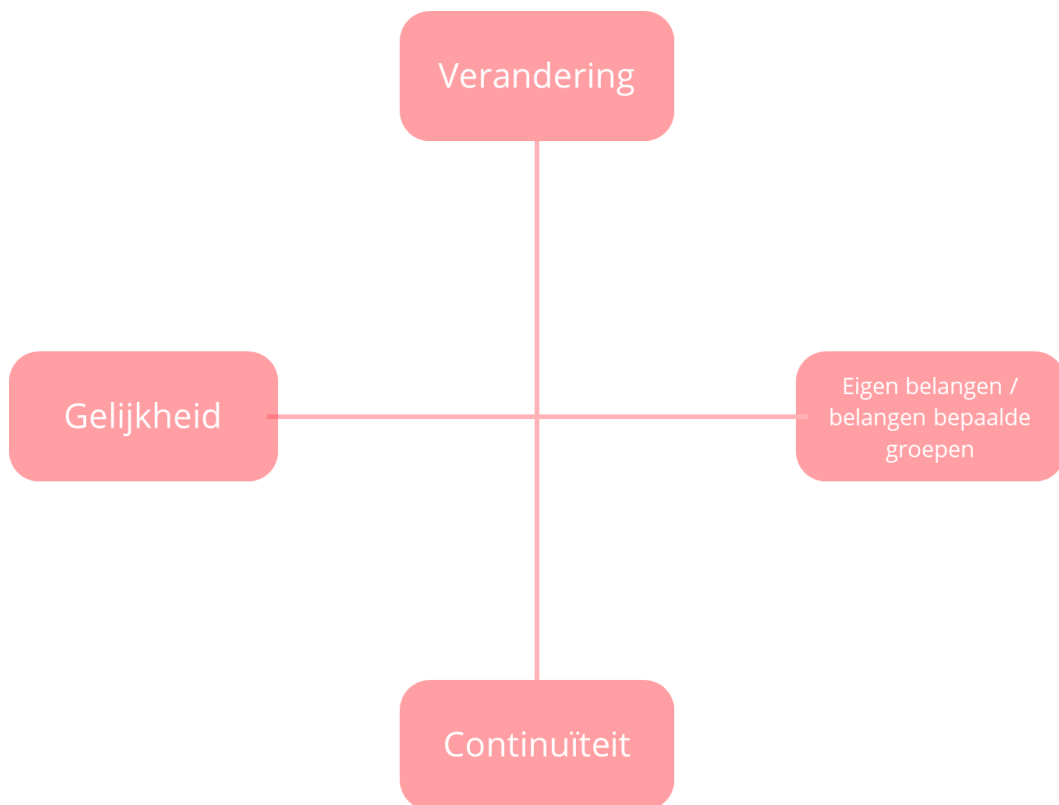 Verandering
Gelijkheid
Eigen belangen /
belangen bepaalde
groepen
Continuïteit